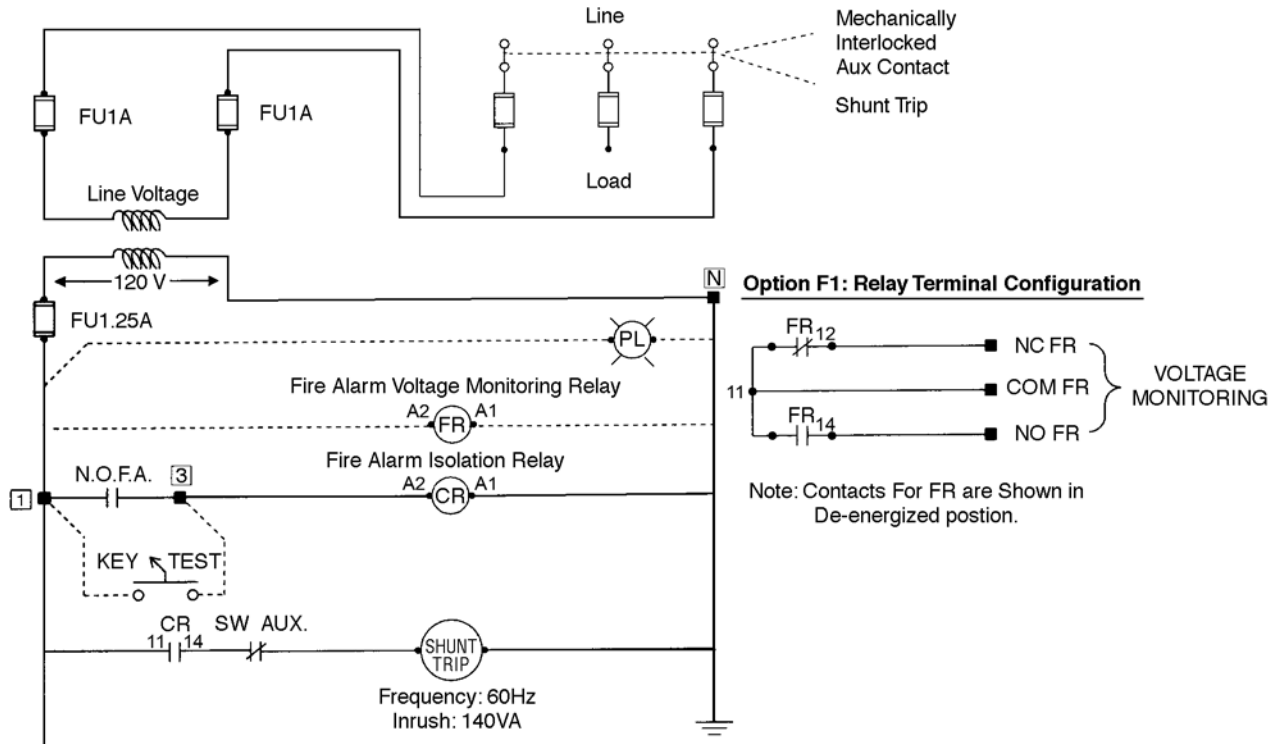 Line
Mechanically
Interlocked
Aux Contact
Shunt Trip
FU1A
FU1A
Load
Line Voltage
120 V
FU1.25A
N
Option F1: Relay Terminal Configuration
PL
FR 12
NC FR
Fire Alarm Voltage Monitoring Relay
11
COM FR
VOLTAGE
MONITORING
A2 FR A1
FR 14
NO FR
Fire Alarm Isolation Relay
N.O.F.A.
3
A2 CR A1
1
Note: Contacts For FR are Shown in
De-energized postion.
KEY TEST
CR
SW AUX.
11 14
SHUNT
TRIP
Frequency: 60Hz
Inrush: 140VA